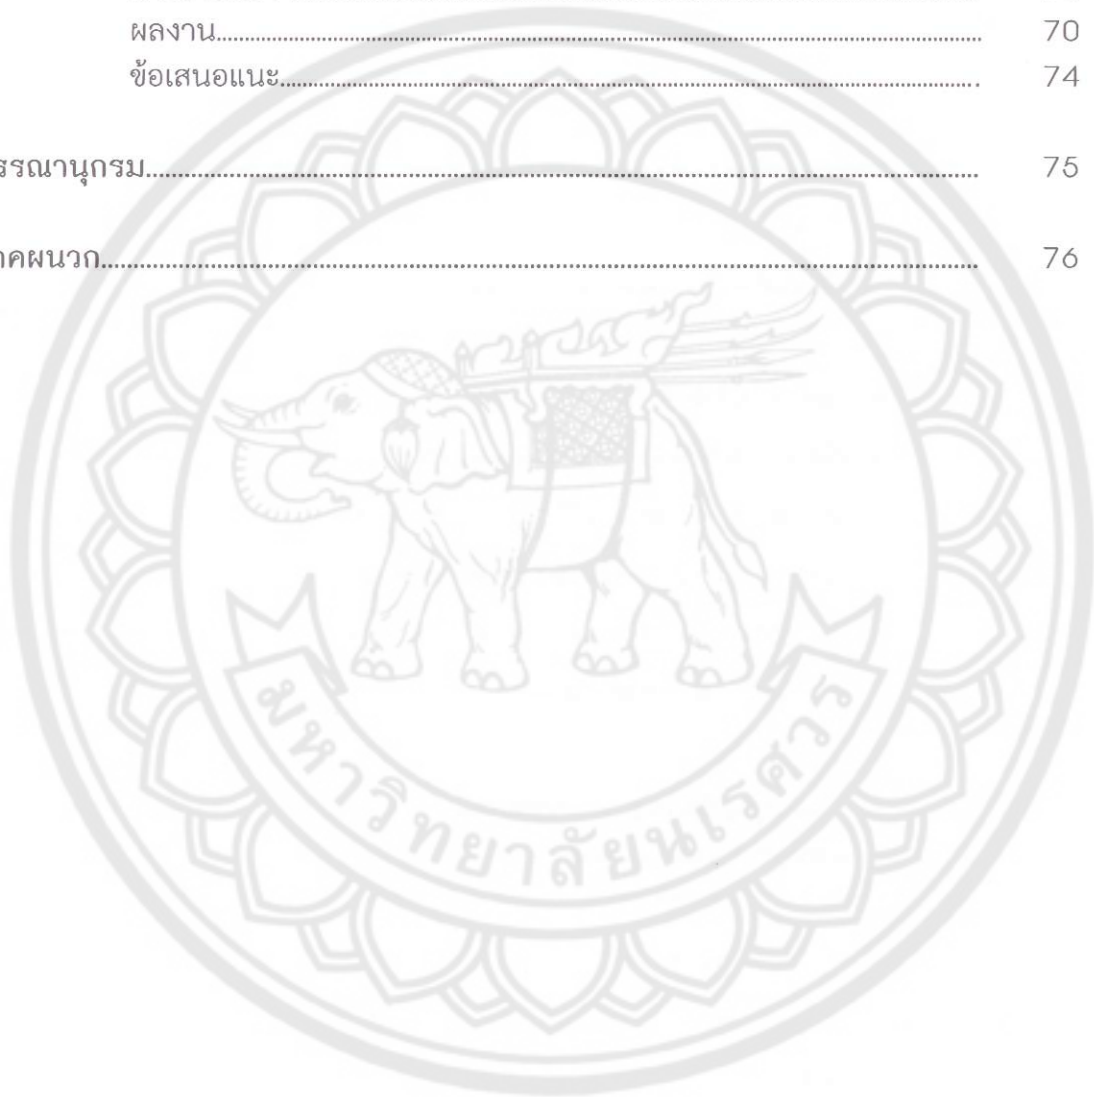 ผลงาน........................................................................ 70
ข้อเสนอแนะ........................................................................ 74
รรณานุกรม........................................................................ 75
าคผนวก........................................................................ 76
มหาวิทยาลัยนเรศวร